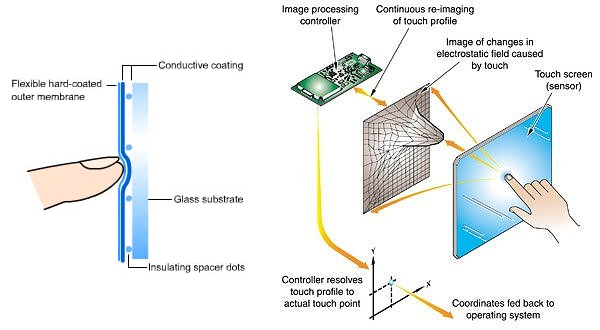 Conductive coating
Flexible hard-coated
outer membrane
Glass substrate
Insulating spacer dots
Image processing
controller
Continuous re-imaging
of touch profile
Image of changes in
electrostatic field caused
by touch
Touch screen
(sensor)
Y
X
Controller resolves
touch profile to
actual touch point
Coordinates fed back to
operating system